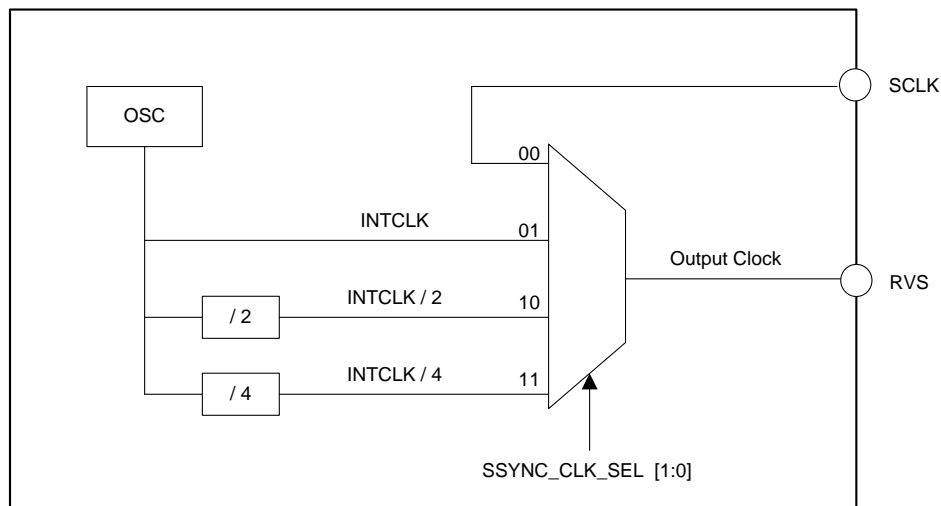 SCLK
OSC
00
INTCLK
01
Output Clock
RVS
INTCLK / 2
10
/ 2
INTCLK / 4
11
/ 4
SSYNC_CLK_SEL [1:0]